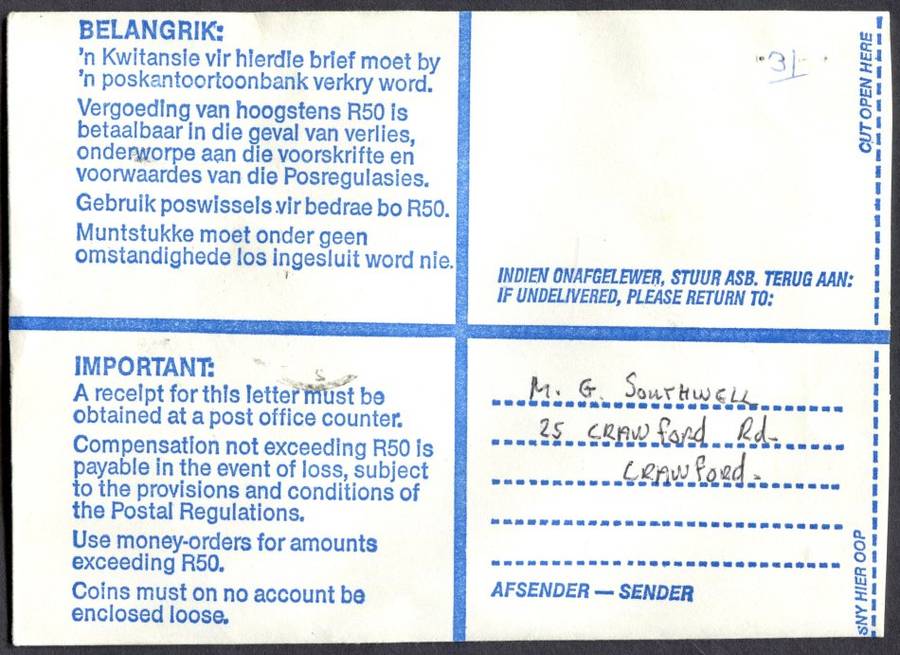 BELANGRIK:
'n Kwitansie vir hierdie brief moet by
'n poskantoortoonbank verkry word.
Vergoeding van hoogstens R50 is
betaalbaar in die geval van verlies,
onderworpe aan die voorskrifte en
voorwaardes van die Posregulasies.
Gebruik poswissels vir bedrae bo R50.
Muntstukke moet onder geen
omstandighede los ingesluit word nie.
31
CUT OPEN HERE
INDIEN ONAFGELEWER, STUUR ASB. TERUG AAN:
IF UNDELIVERED, PLEASE RETURN TO:
IMPORTANT:
A receipt for this letter must be
obtained at a post office counter.
Compensation not exceeding R50 is
payable in the event of loss, subject
to the provisions and conditions of
the Postal Regulations.
Use money-orders for amounts
exceeding R50.
Coins must on no account be
enclosed loose.
M. G. SOUTHWELL
25 CRAWFORD Rd.
CRAWFORD.
AFSENDER — SENDER
SNY HIER OOP